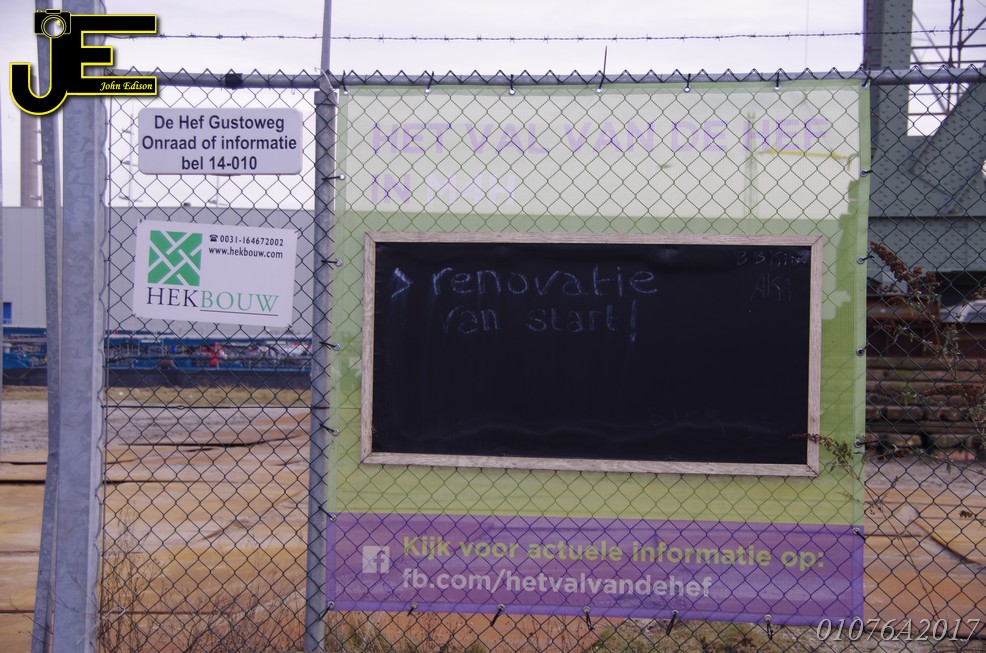 JE
John Edison
De Hef Gustoweg
Onraad of informatie
bel 14-010
☎ 0031-164672002
www.hekbouw.com
HEKBOUW
HET VAL VAN DE HEF
IN M4H
> renovatie
van start!
Kijk voor actuele informatie op:
f fb.com/hetvalvandehef
01076A2017